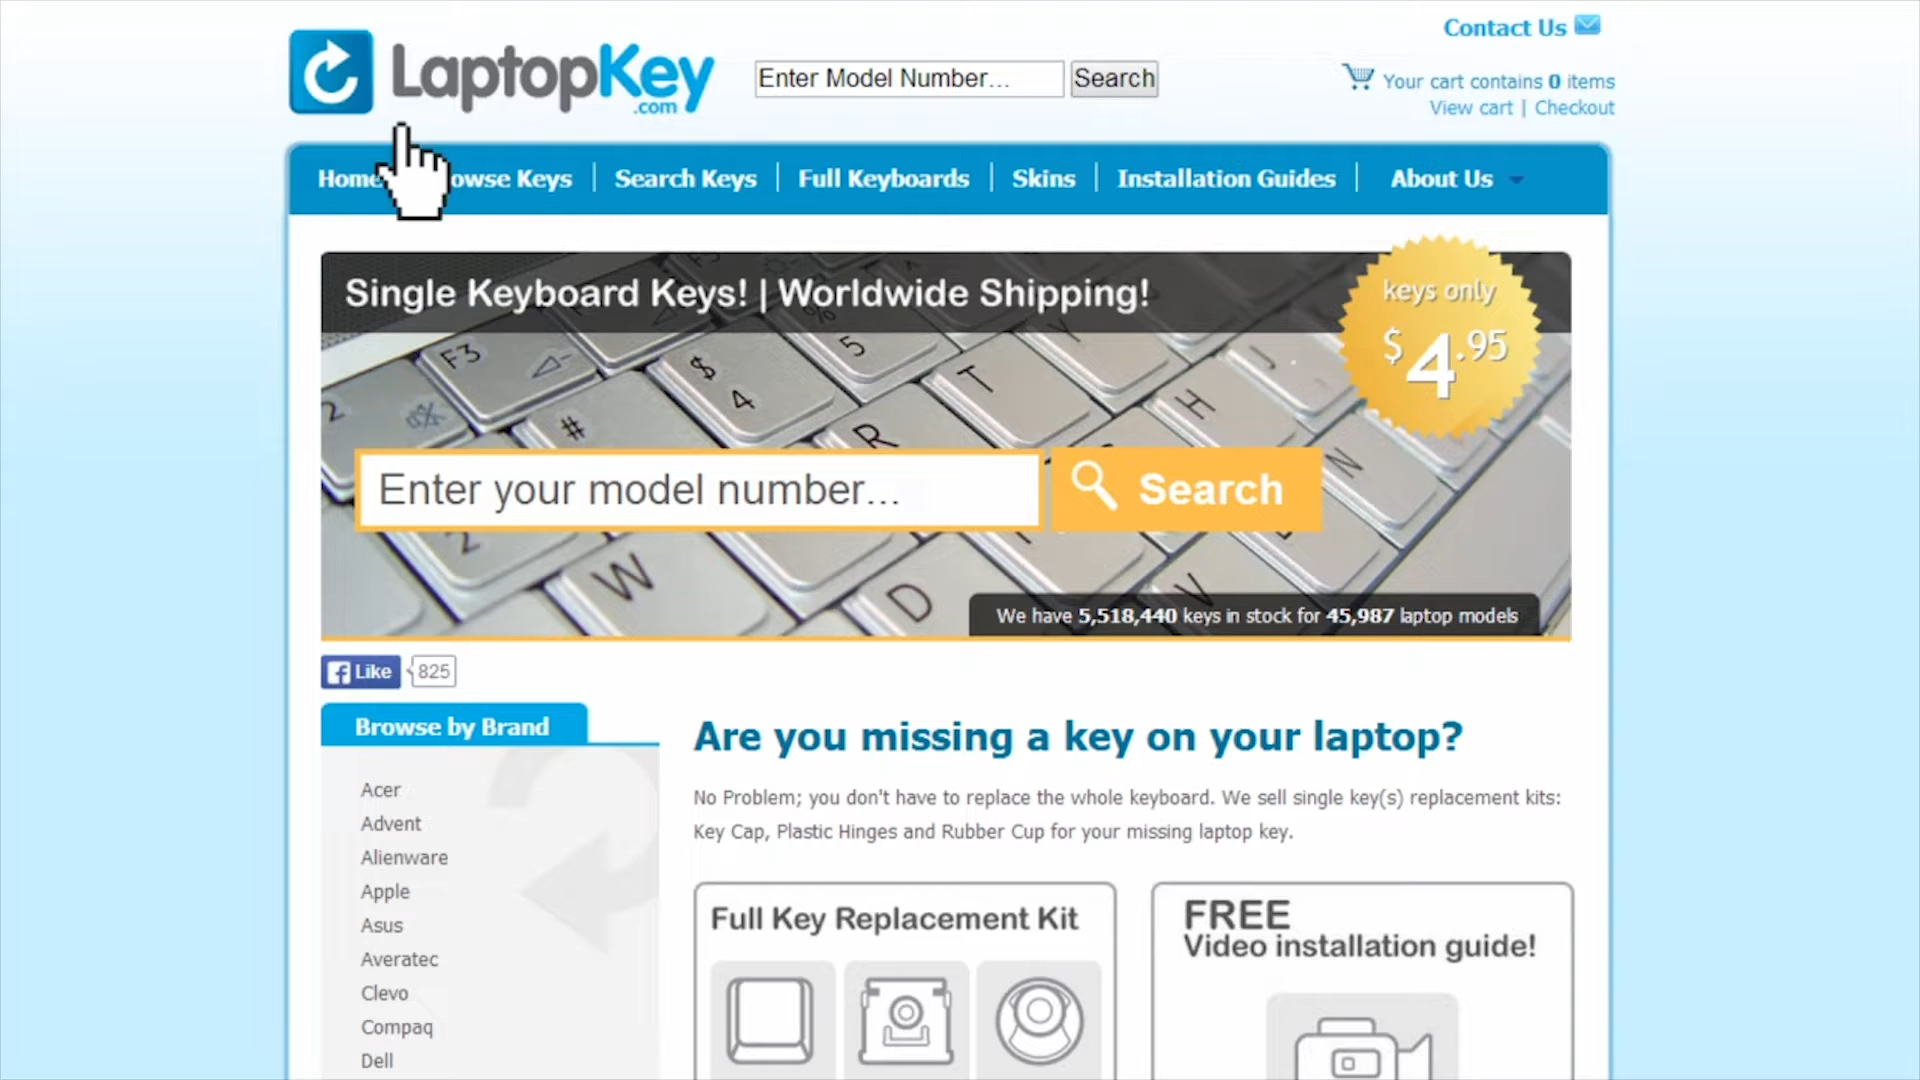 Contact Us
LaptopKey
.com
Enter Model Number...
Search
Your cart contains 0 items
View cart | Checkout
Home
owse Keys
Search Keys
Full Keyboards
Skins
Installation Guides
About Us
Single Keyboard Keys! | Worldwide Shipping!
keys only
$4.95
F3
$
4
5
%
T
Y
J
2
#
R
H
N
Enter your model number...
Search
2
W
D
V
We have 5,518,440 keys in stock for 45,987 laptop models
Like
825
Browse by Brand
Are you missing a key on your laptop?
No Problem; you don't have to replace the whole keyboard. We sell single key(s) replacement kits:
Key Cap, Plastic Hinges and Rubber Cup for your missing laptop key.
Acer
Advent
Alienware
Apple
Asus
Averatec
Clevo
Compaq
Dell
Full Key Replacement Kit
FREE
Video installation guide!